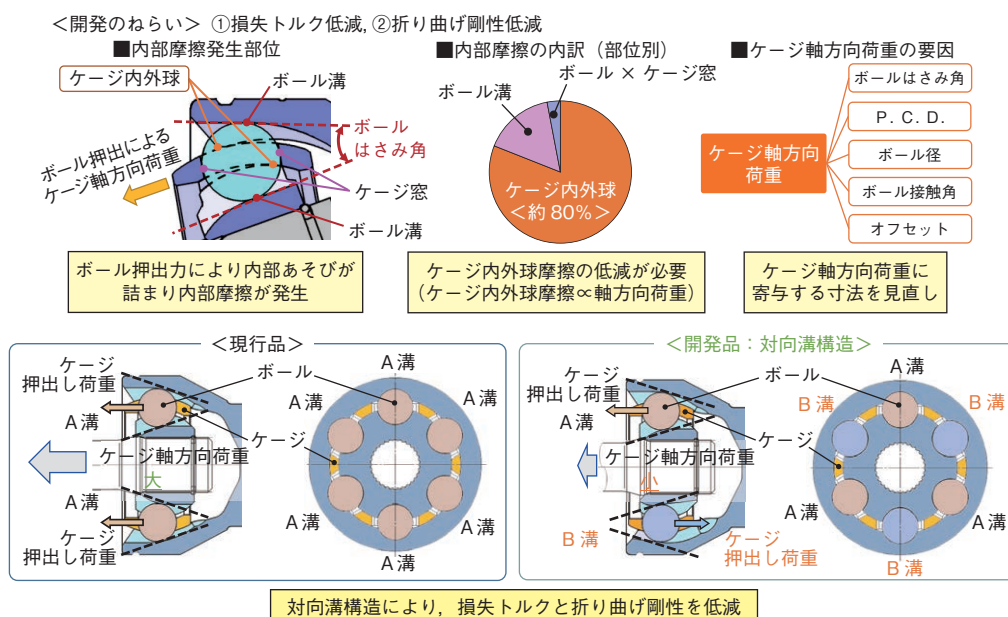 ＜開発のねらい＞ ①損失トルク低減, ②折り曲げ剛性低減
■内部摩擦発生部位
ケージ内外球
ボール溝
ボール
はさみ角
ボール押出による
ケージ軸方向荷重
ケージ窓
ボール溝
ボール押出力により内部あそびが
詰まり内部摩擦が発生
■内部摩擦の内訳（部位別）
ボール × ケージ窓
ボール溝
ケージ内外球
＜約 80%＞
ケージ内外球摩擦の低減が必要
（ケージ内外球摩擦∝軸方向荷重）
■ケージ軸方向荷重の要因
ケージ軸方向
荷重
ボールはさみ角
P. C. D.
ボール径
ボール接触角
オフセット
ケージ軸方向荷重に
寄与する寸法を見直し
＜現行品＞
ケージ
押出し荷重
ボール
A溝
A溝
A溝
A溝
ケージ
ケージ軸方向荷重
大
A溝
A溝
A溝
ケージ
押出し荷重
A溝
＜開発品：対向溝構造＞
ケージ
押出し荷重
ボール
A溝
A溝
B溝
B溝
ケージ
ケージ軸方向荷重
小
B溝
A溝
A溝
ケージ
押出し荷重
B溝
対向溝構造により，損失トルクと折り曲げ剛性を低減